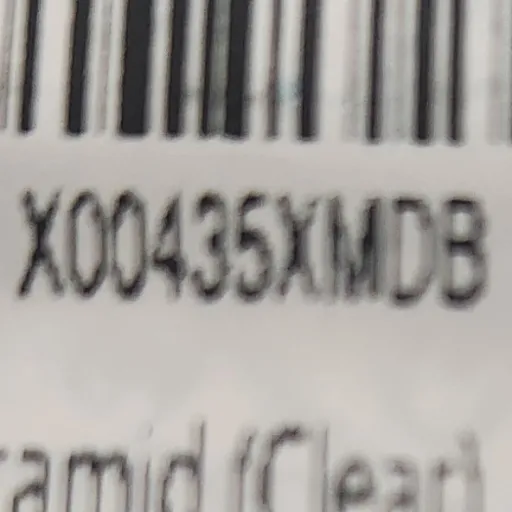 X00435XMDB
ramid (Clear)